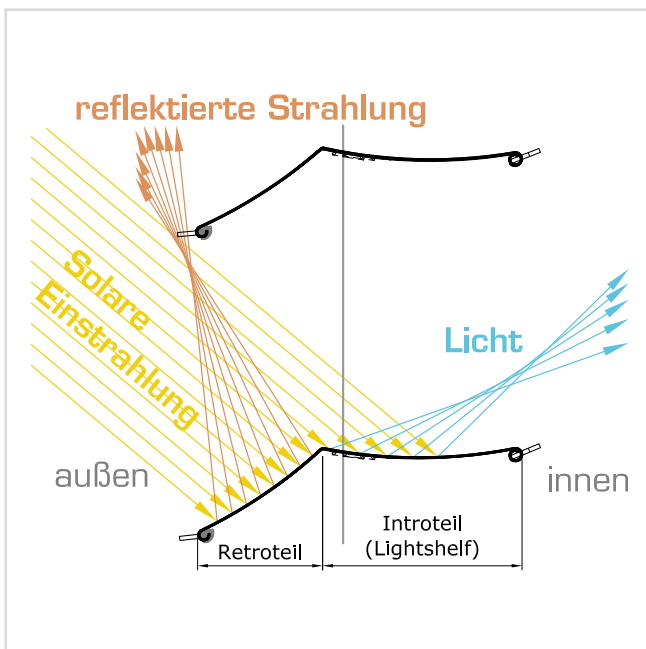 reflektierte Strahlung
Solare
Einstrahlung
Licht
außen
innen
Retroteil
Introteil
(Lightshelf)